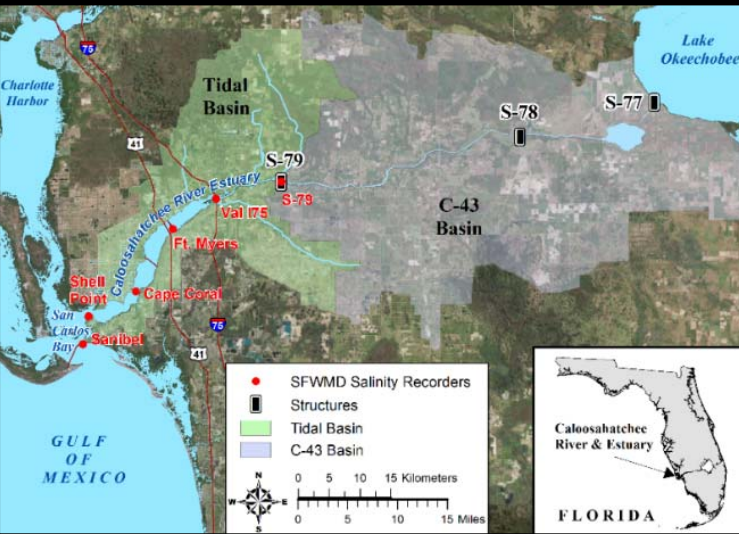 Lake
Okeechobee
75
Charlotte
Harbor
Tidal
Basin
S-77
S-78
41
S-79
S-79
Caloosahatchee River Estuary
Val I75
C-43
Basin
Ft. Myers
Shell
Point
Cape Coral
San
Carlos
Bay
Sanibel
75
41
SFWMD Salinity Recorders
Structures
Tidal Basin
C-43 Basin
GULF
OF
MEXICO
N
W
E
S
0 5 10 15 Kilometers
0 5 10 15 Miles
Caloosahatchee
River & Estuary
FLORIDA